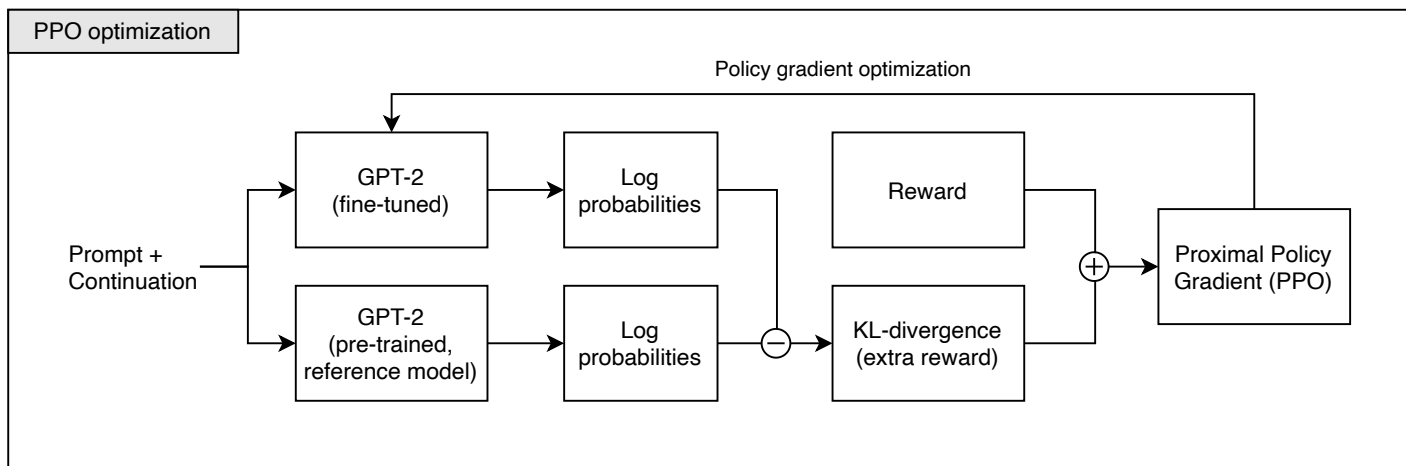 PPO optimization
Policy gradient optimization
GPT-2
(fine-tuned)
Log
probabilities
Reward
Prompt +
Continuation
Proximal Policy
Gradient (PPO)
GPT-2
(pre-trained,
reference model)
Log
probabilities
KL-divergence
(extra reward)